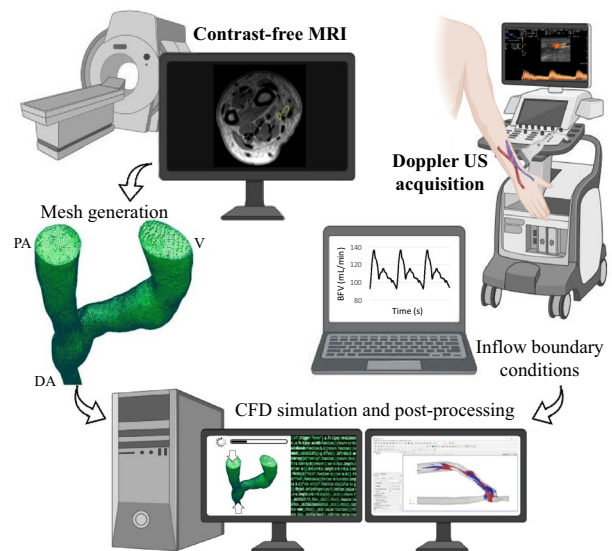 Contrast-free MRI
Doppler US
acquisition
Mesh generation
PA
V
DA
BFV (mL/min)
140
120
100
80
Time (s)
Inflow boundary
conditions
CFD simulation and post-processing